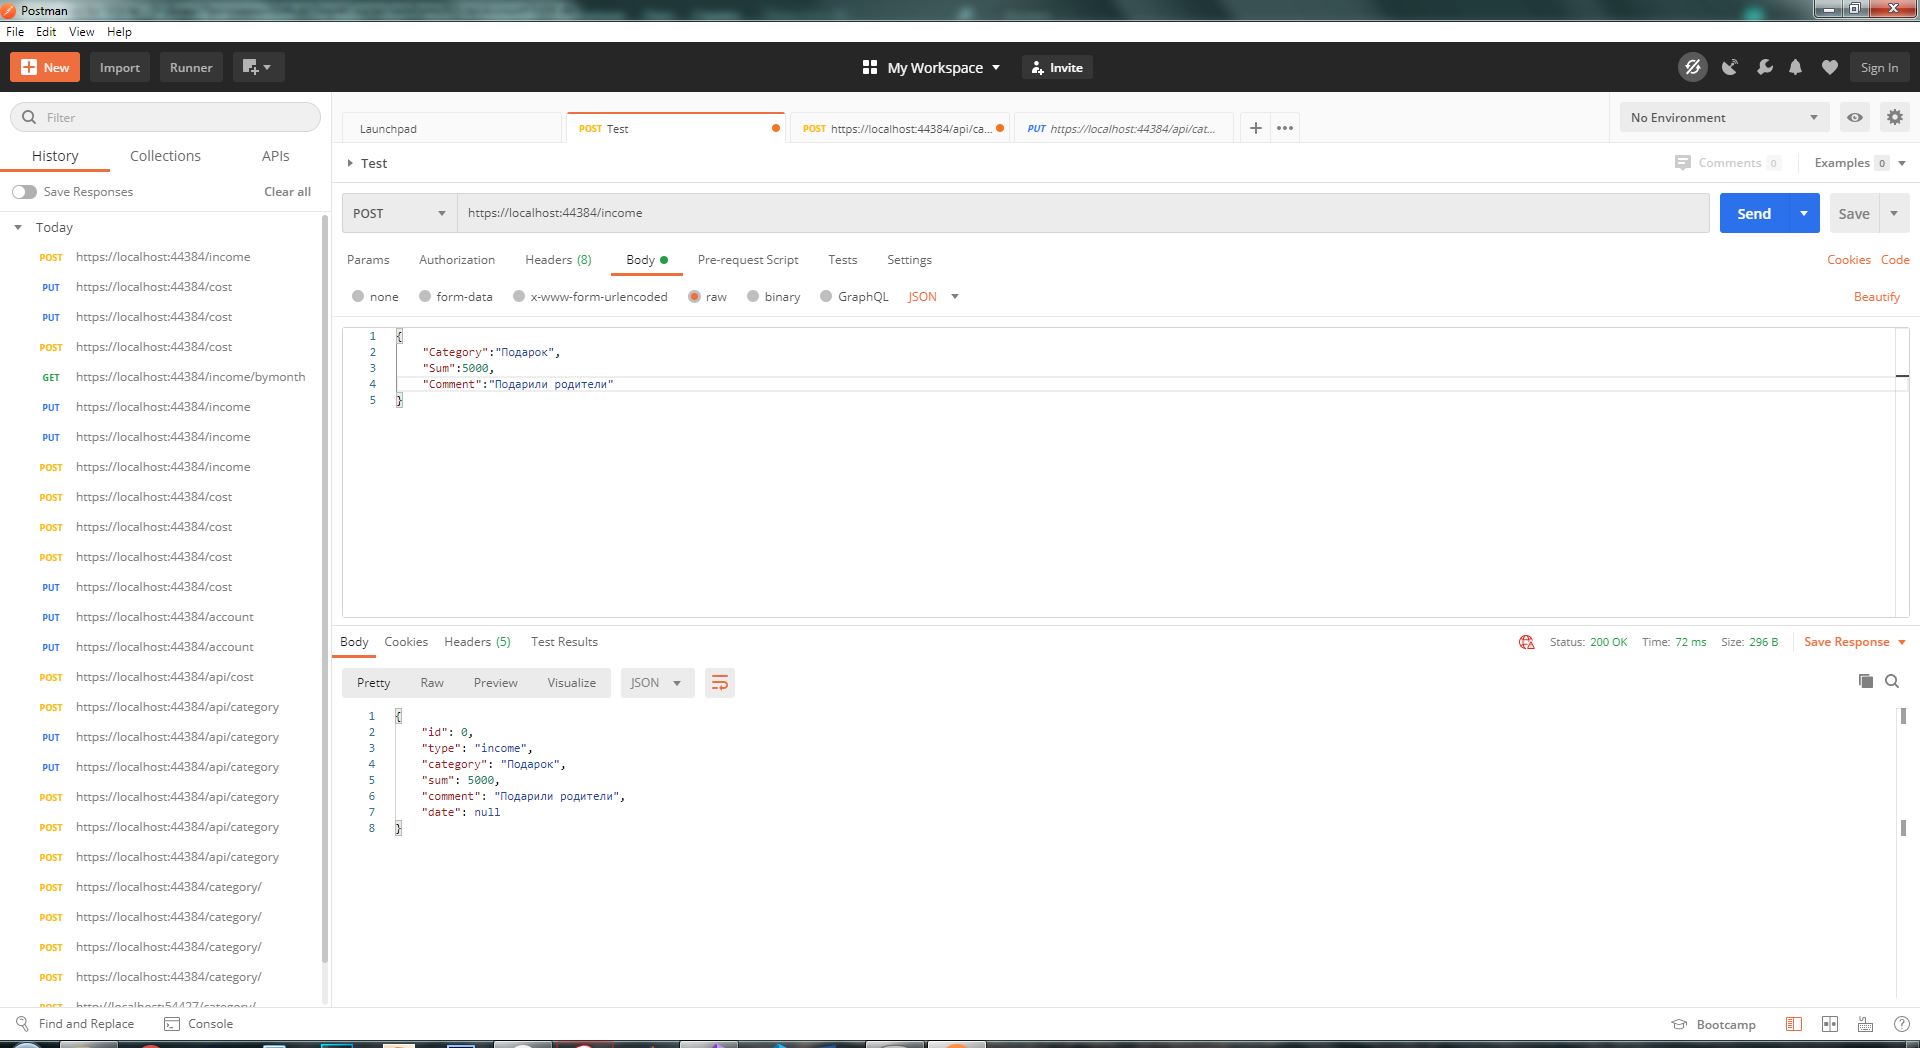 Postman
File Edit View Help
New Import Runner My Workspace Invite Sign In
Filter
History Collections APIs
Save Responses Clear all
Today
POST https://localhost:44384/income
PUT https://localhost:44384/cost
PUT https://localhost:44384/cost
POST https://localhost:44384/cost
GET https://localhost:44384/income/bymonth
PUT https://localhost:44384/income
PUT https://localhost:44384/income
POST https://localhost:44384/income
POST https://localhost:44384/cost
POST https://localhost:44384/cost
POST https://localhost:44384/cost
PUT https://localhost:44384/cost
PUT https://localhost:44384/account
PUT https://localhost:44384/account
POST https://localhost:44384/api/cost
POST https://localhost:44384/api/category
PUT https://localhost:44384/api/category
PUT https://localhost:44384/api/category
POST https://localhost:44384/api/category
POST https://localhost:44384/api/category
POST https://localhost:44384/api/category
POST https://localhost:44384/category/
POST https://localhost:44384/category/
POST https://localhost:44384/category/
POST https://localhost:44384/category/
POST http://localhost:54427/category/
Launchpad POST Test POST https://localhost:44384/api/ca... PUT https://localhost:44384/api/cat... No Environment
Test Comments 0 Examples 0
POST https://localhost:44384/income Send Save
Params Authorization Headers (8) Body Pre-request Script Tests Settings Cookies Code
none form-data x-www-form-urlencoded raw binary GraphQL JSON Beautify
1 {
2 "Category":"Подарок",
3 "Sum":5000,
4 "Comment":"Подарили родители"
5 }
Body Cookies Headers (5) Test Results Status: 200 OK Time: 72 ms Size: 296 B Save Response
Pretty Raw Preview Visualize JSON
1 {
2 "id": 0,
3 "type": "income",
4 "category": "Подарок",
5 "sum": 5000,
6 "comment": "Подарили родители",
7 "date": null
8 }
Find and Replace Console Bootcamp